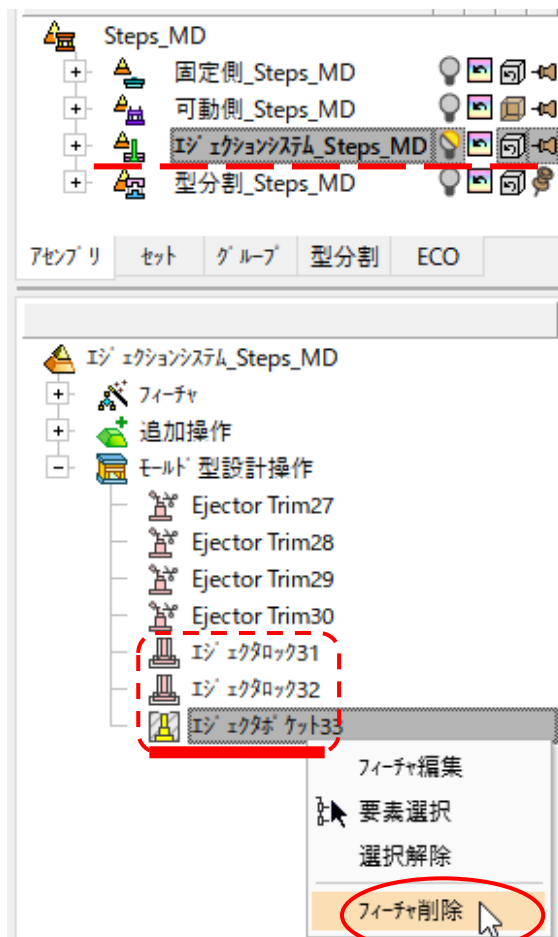 Steps_MD
固定側_Steps_MD
可動側_Steps_MD
ｴｼﾞｪｸｼｮﾝｼｽﾃﾑ_Steps_MD
型分割_Steps_MD
ｱｾﾝﾌﾞﾘ ｾｯﾄ ｸﾞﾙｰﾌﾟ 型分割 ECO
ｴｼﾞｪｸｼｮﾝｼｽﾃﾑ_Steps_MD
ﾌｨｰﾁｬ
追加操作
ﾓｰﾙﾄﾞ型設計操作
Ejector Trim27
Ejector Trim28
Ejector Trim29
Ejector Trim30
ｴｼﾞｪｸﾀﾛｯｸ31
ｴｼﾞｪｸﾀﾛｯｸ32
ｴｼﾞｪｸﾀﾎﾟｹｯﾄ33
ﾌｨｰﾁｬ編集
要素選択
選択解除
ﾌｨｰﾁｬ削除